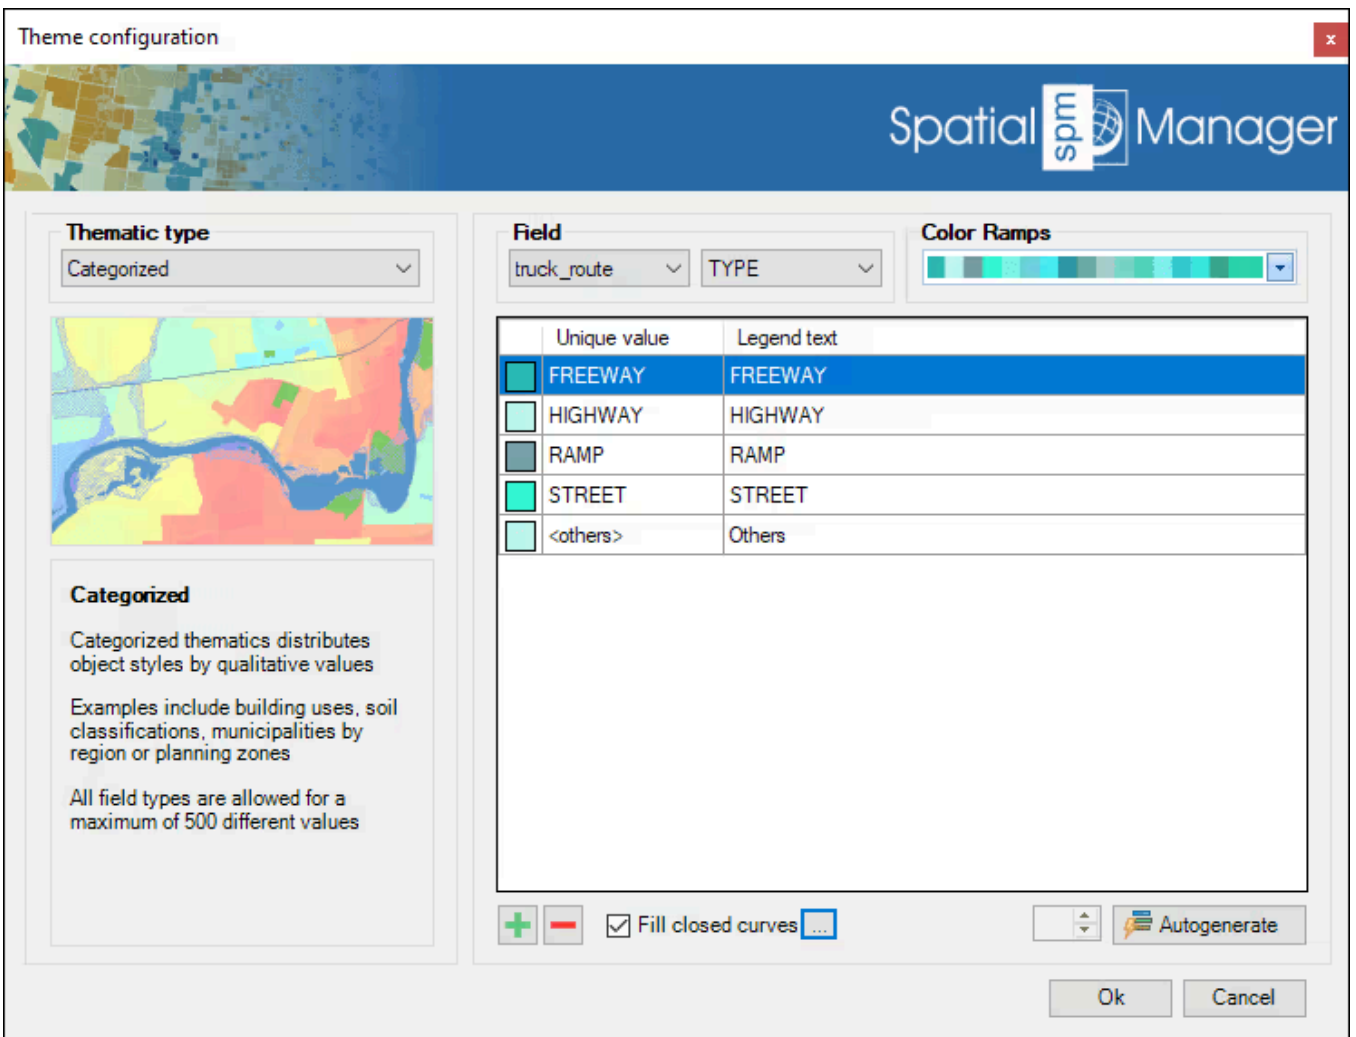 Theme configuration
x
Spatial spm Manager
Thematic type
Categorized
Field
truck_route
TYPE
Color Ramps
Unique value Legend text
FREEWAY FREEWAY
HIGHWAY HIGHWAY
RAMP RAMP
STREET STREET
<others> Others
Categorized
Categorized thematics distributes
object styles by qualitative values
Examples include building uses, soil
classifications, municipalities by
region or planning zones
All field types are allowed for a
maximum of 500 different values
Fill closed curves ...
Autogenerate
Ok
Cancel